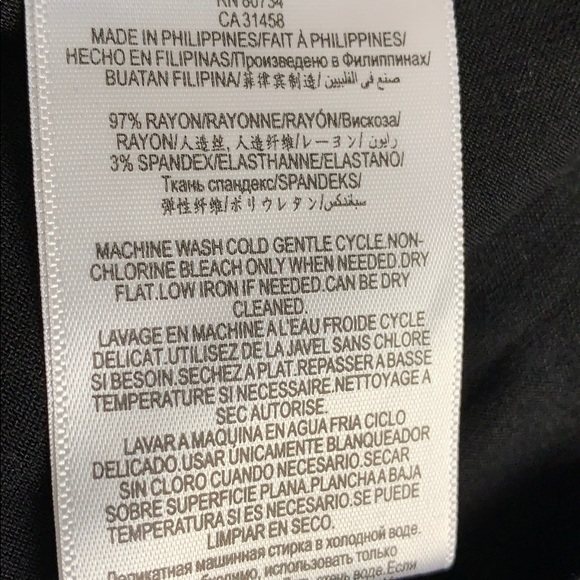 RN 80734
CA 31458
MADE IN PHILIPPINES/FAIT À PHILIPPINES/
HECHO EN FILIPINAS/Произведено в Филиппинах/
BUATAN FILIPINA/菲律宾制造/ صنع في الفلبيين
97% RAYON/RAYONNE/RAYÓN/Вискоза/
RAYON/人造丝, 人造纤维/レーヨン/ رايون
3% SPANDEX/ELASTHANNE/ELASTANO/
Ткань спандекс/SPANDEKS/
弹性纤维/ポリウレタン/سبندكس
MACHINE WASH COLD GENTLE CYCLE.NON-
CHLORINE BLEACH ONLY WHEN NEEDED.DRY
FLAT.LOW IRON IF NEEDED.CAN BE DRY
CLEANED.
LAVAGE EN MACHINE A L'EAU FROIDE CYCLE
DELICAT.UTILISEZ DE LA JAVEL SANS CHLORE
SI BESOIN.SECHEZ A PLAT.REPASSER A BASSE
TEMPERATURE SI NECESSAIRE.NETTOYAGE A
SEC AUTORISE.
LAVAR A MAQUINA EN AGUA FRIA CICLO
DELICADO.USAR ÚNICAMENTE BLANQUEADOR
SIN CLORO CUANDO NECESARIO.SECAR
SOBRE SUPERFICIE PLANA.PLANCHA A BAJA
TEMPERATURA SI ES NECESARIO.SE PUEDE
LIMPIAR EN SECO.
Деликатная машинная стирка в холодной воде.
использовать только